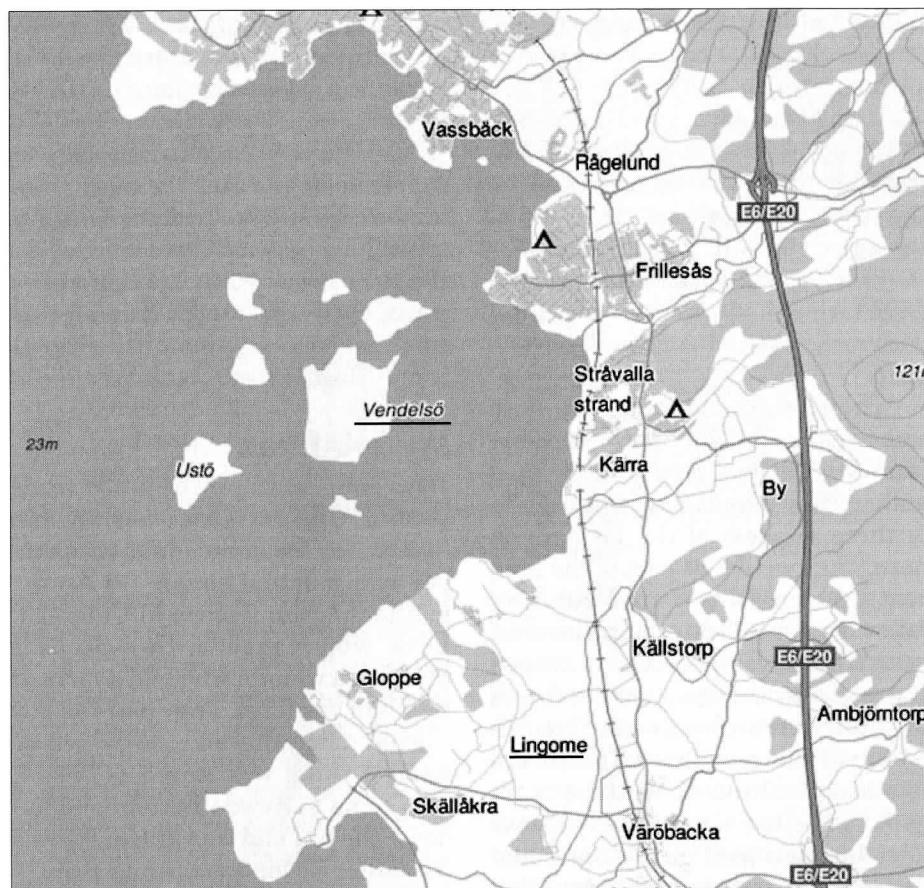 Vassbäck
Rågelund
E6/E20
Frillesås
Stråvalla
strand
121m
Vendelsö
23m
Ustö
Kärra
By
Källstorp
E6/E20
Gloppe
Ambjörntorp
Lingome
Skällåkra
Väröbacka
E6/E20